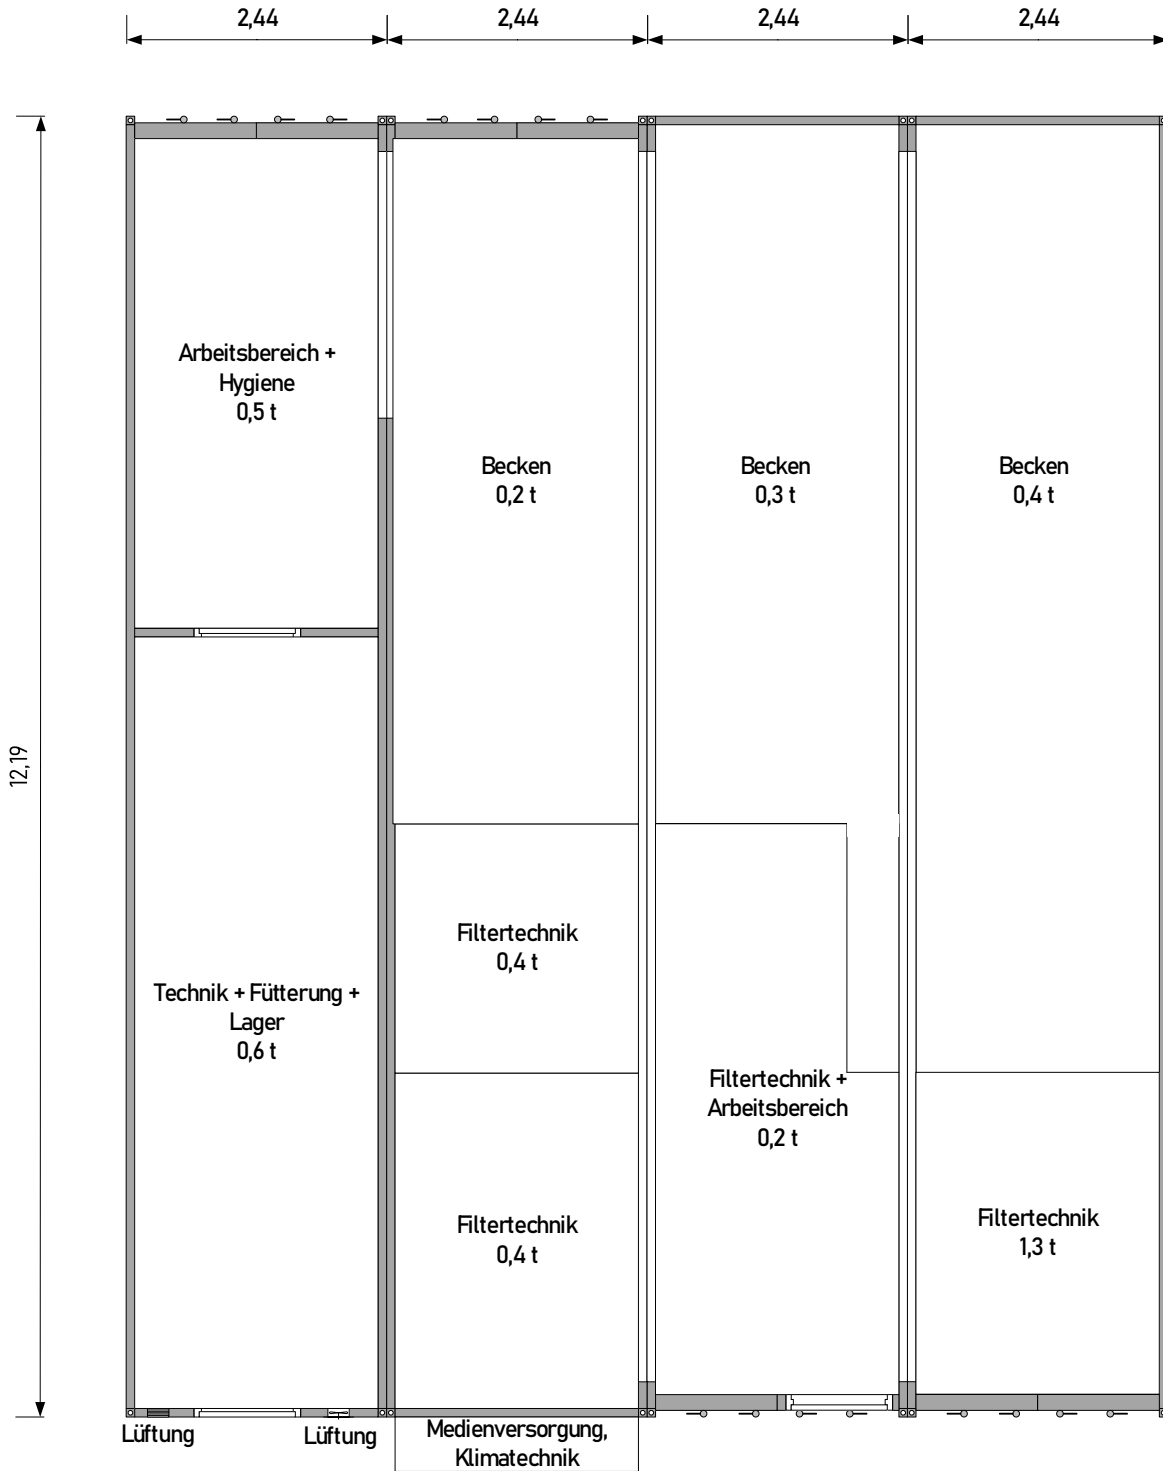 2,44
2,44
2,44
2,44
12,19
Arbeitsbereich +
Hygiene
0,5 t
Becken
0,2 t
Becken
0,3 t
Becken
0,4 t
Filtertechnik
0,4 t
Technik + Fütterung +
Lager
0,6 t
Filtertechnik +
Arbeitsbereich
0,2 t
Filtertechnik
0,4 t
Filtertechnik
1,3 t
Lüftung
Lüftung
Medienversorgung,
Klimatechnik